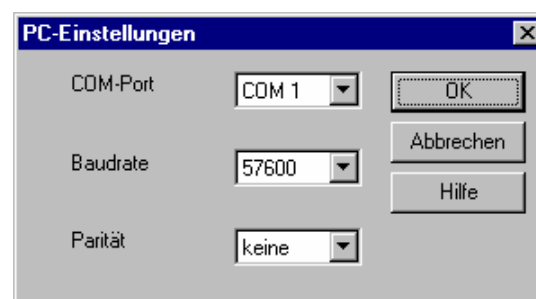 PC-Einstellungen
COM-Port
COM 1
OK
Abbrechen
Baudrate
57600
Hilfe
Parität
keine